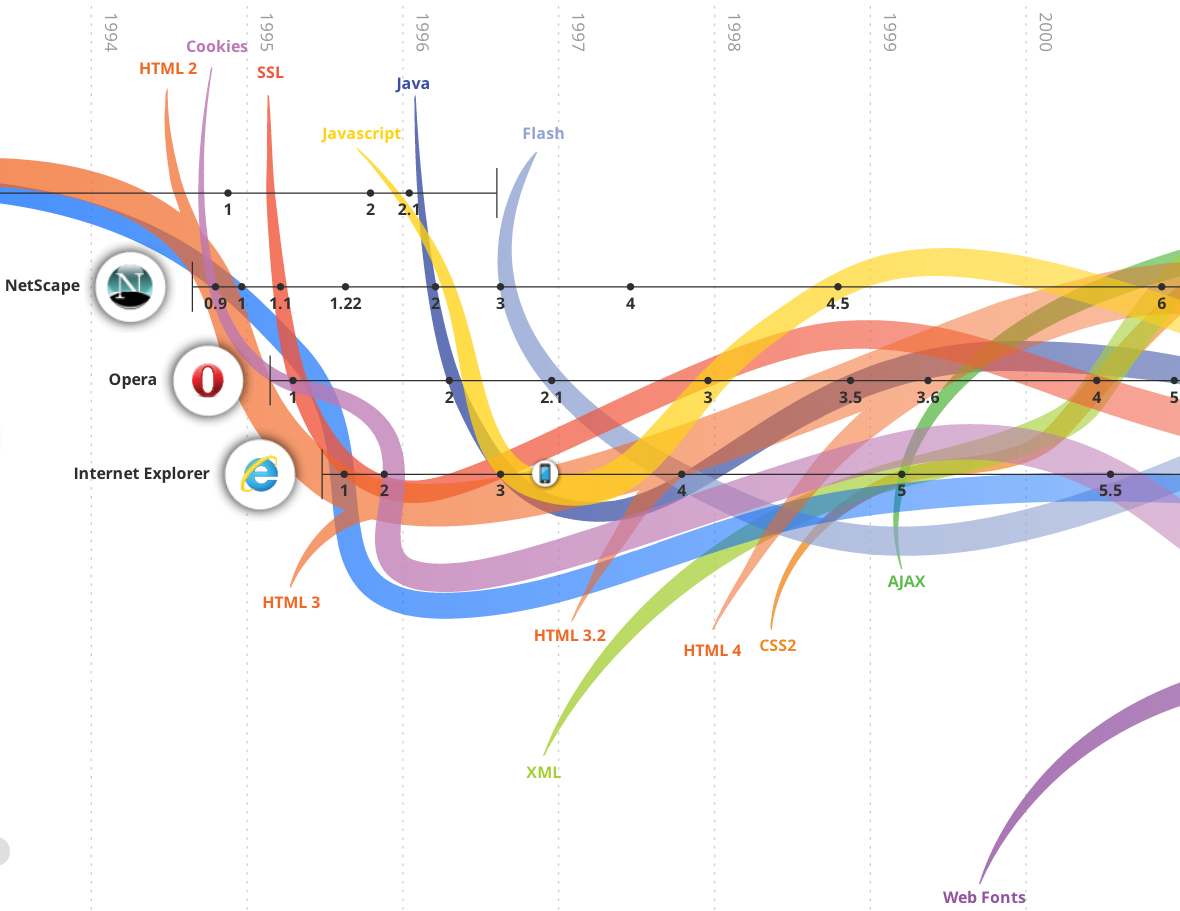 1994
1995
1996
1997
1998
1999
2000
Cookies
HTML 2
SSL
Java
Javascript
Flash
1
2
2.1
NetScape
N
0.9
1
1.1
1.22
2
3
4
4.5
6
Opera
1
2
2.1
3
3.5
3.6
4
5
Internet Explorer
1
2
3
4
5
5.5
HTML 3
AJAX
HTML 3.2
HTML 4
CSS2
XML
Web Fonts